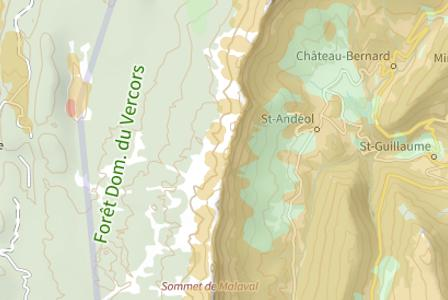 Château-Bernard
Forêt Dom. du Vercors
St-Andéol
St-Guillaume
Sommet de Malaval